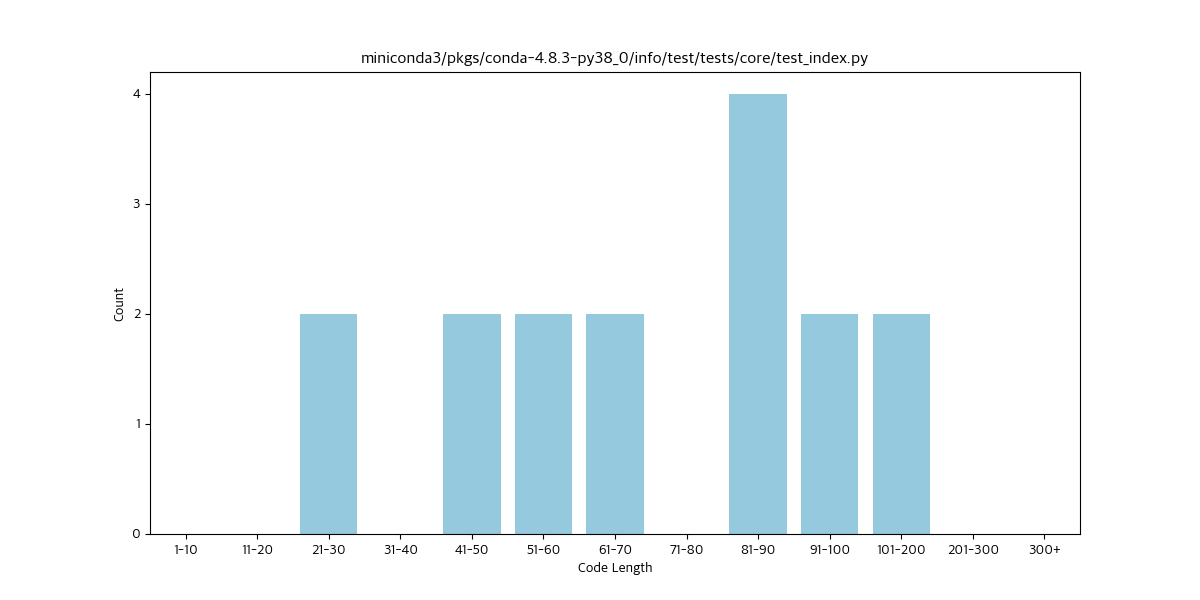 miniconda3/pkgs/conda-4.8.3-py38_0/info/test/tests/core/test_index.py
4
3
2
1
0
Count
1-10 11-20 21-30 31-40 41-50 51-60 61-70 71-80 81-90 91-100 101-200 201-300 300+
Code Length